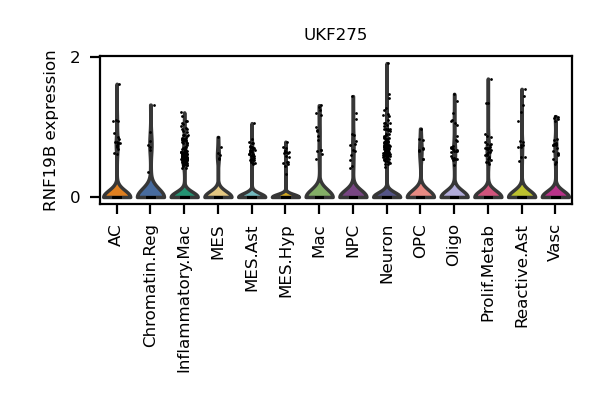 UKF275
RNF19B expression
2
0
AC
Chromatin.Reg
Inflammatory.Mac
MES
MES.Ast
MES.Hyp
Mac
NPC
Neuron
OPC
Oligo
Prolif.Metab
Reactive.Ast
Vasc